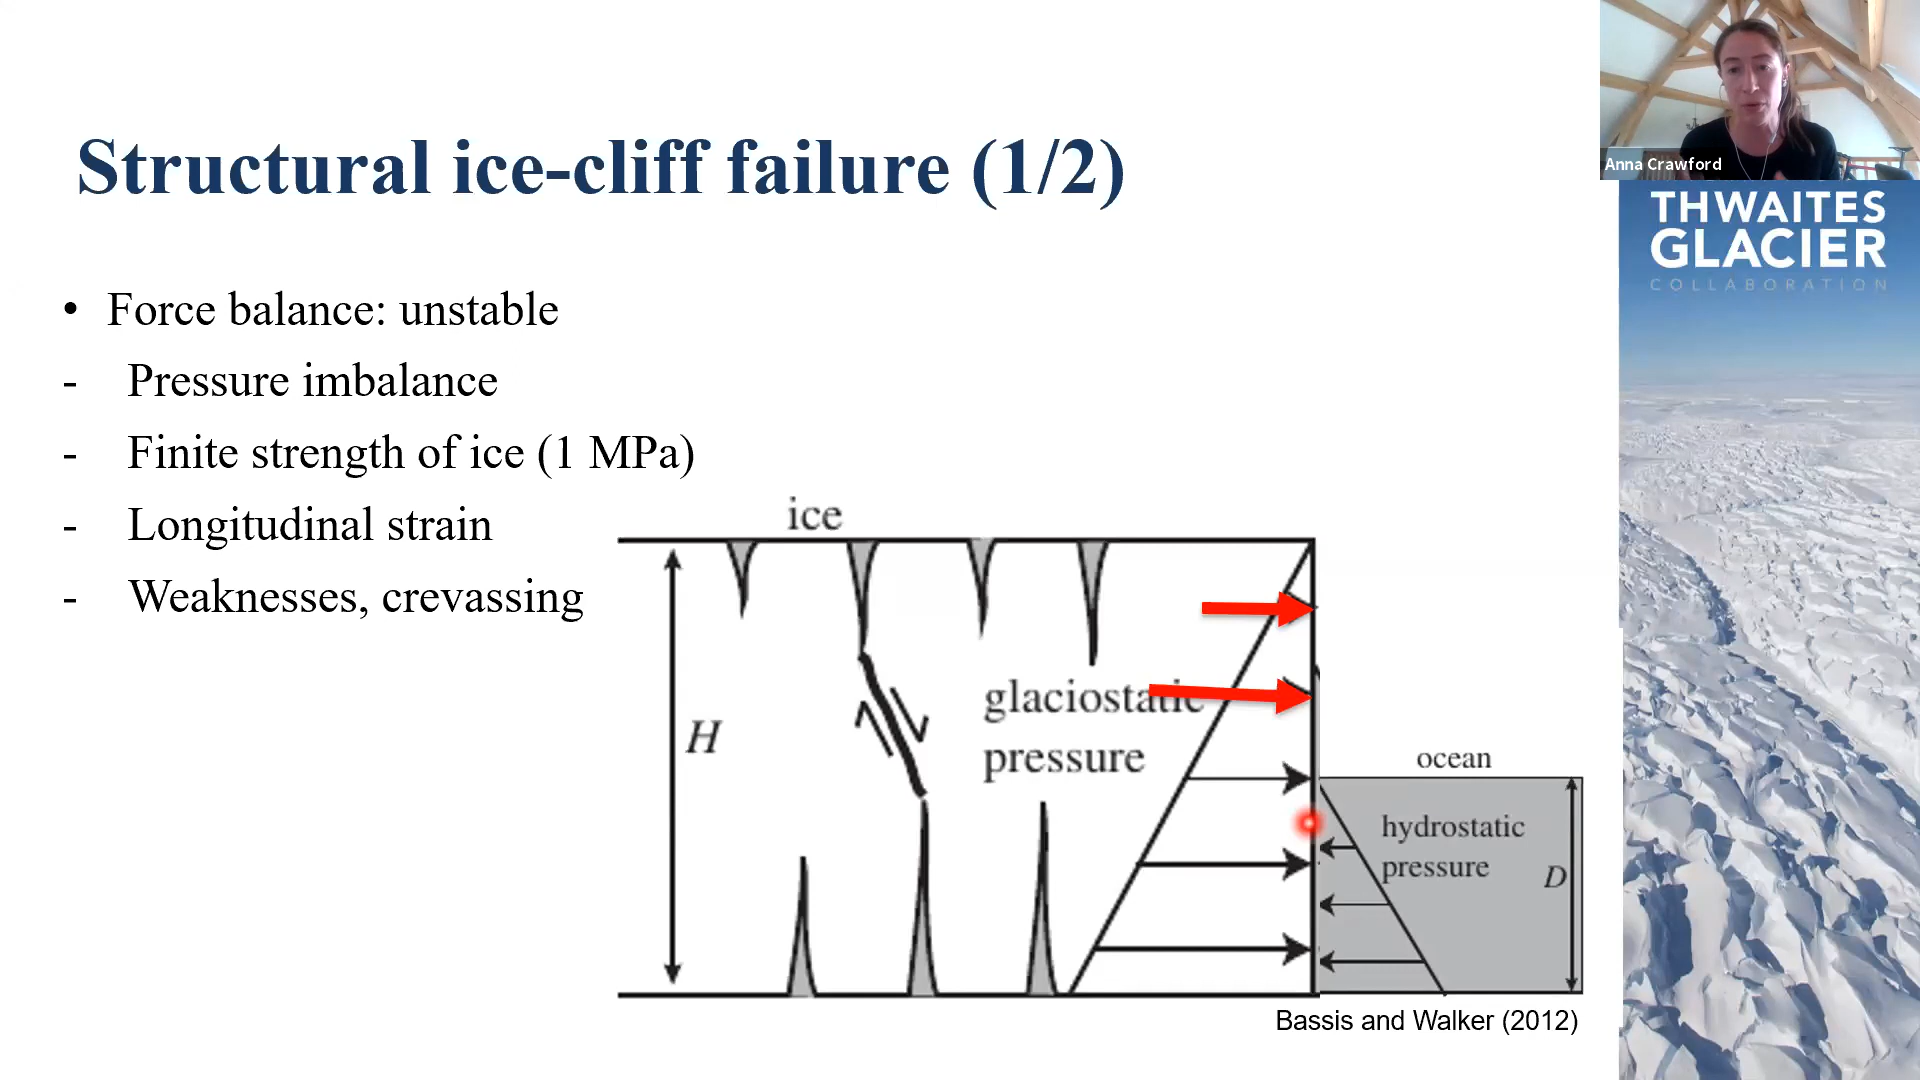 Structural ice-cliff failure (1/2)
• Force balance: unstable
- Pressure imbalance
- Finite strength of ice (1 MPa)
- Longitudinal strain
- Weaknesses, crevassing
ice
H
glaciostatic
pressure
ocean
hydrostatic
pressure
D
Bassis and Walker (2012)
Anna Crawford
THWAITES
GLACIER
COLLABORATION